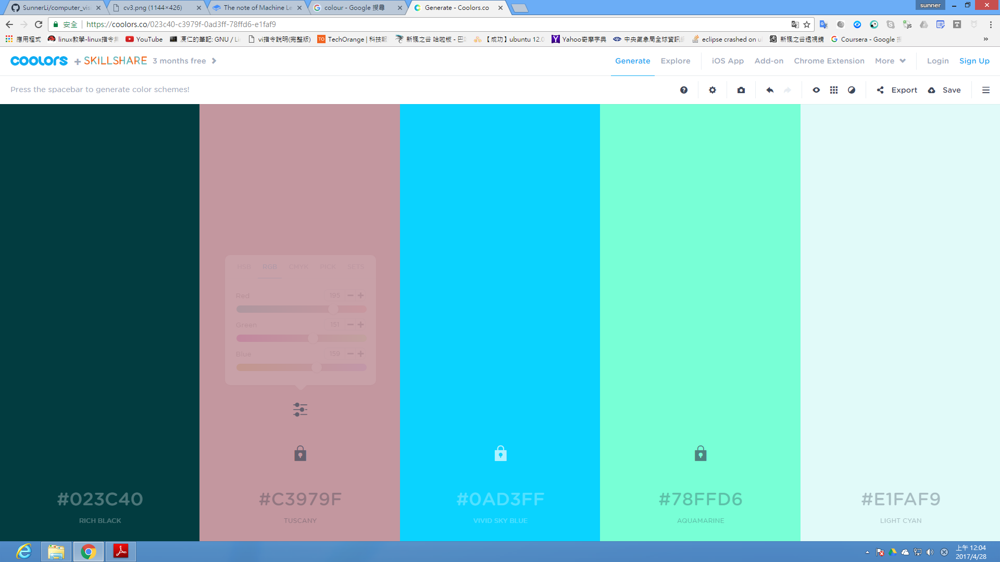 SunnerLi/computer_vis
cv3.png (1144×426)
The note of Machine Le
colour - Google 搜尋
Generate - Coolors.co
sunner
安全
https://coolors.co/023c40-c3979f-0ad3ff-78ffd6-e1faf9
應用程式
linux教學-linux指令集
YouTube
凍仁的筆記: GNU / Li
vi指令說明(完整版)
TechOrange | 科技報
新楓之谷 哈啦板 - 巴
【成功】ubuntu 12.0
Yahoo奇摩字典
中央氣象局全球資訊網
eclipse crashed on u
新楓之谷透視鏡
Coursera - Google 搜
coolors
+ SKILLSHARE
3 months free
Generate
Explore
iOS App
Add-on
Chrome Extension
More
Login
Sign Up
Press the spacebar to generate color schemes!
Export
Save
HSB
RGB
CMYK
PICK
SETS
Red 195
Green 151
Blue 159
#023C40
RICH BLACK
#C3979F
TUSCANY
#0AD3FF
VIVID SKY BLUE
#78FFD6
AQUAMARINE
#E1FAF9
LIGHT CYAN
上午 12:04
2017/4/28